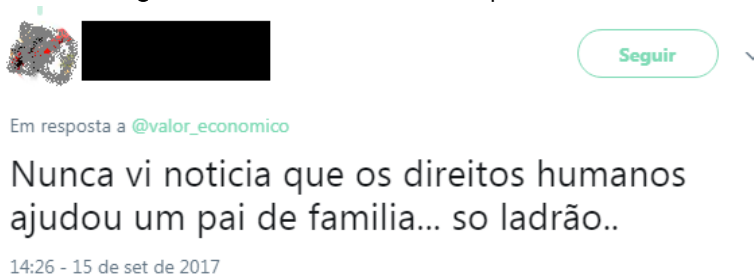 Seguir
Em resposta a @valor_economico
Nunca vi noticia que os direitos humanos
ajudou um pai de familia... so ladrão..
14:26 - 15 de set de 2017